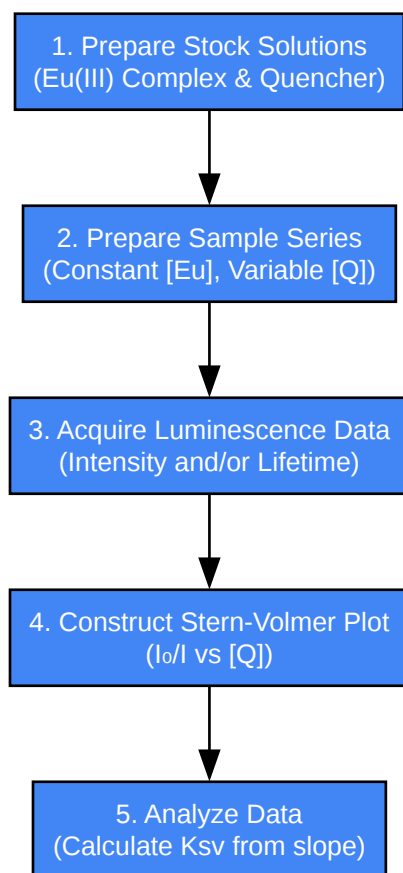 1. Prepare Stock Solutions
(Eu(III) Complex & Quencher)
2. Prepare Sample Series
(Constant [Eu], Variable [Q])
3. Acquire Luminescence Data
(Intensity and/or Lifetime)
4. Construct Stern-Volmer Plot
(I₀/I vs [Q])
5. Analyze Data
(Calculate Ksv from slope)